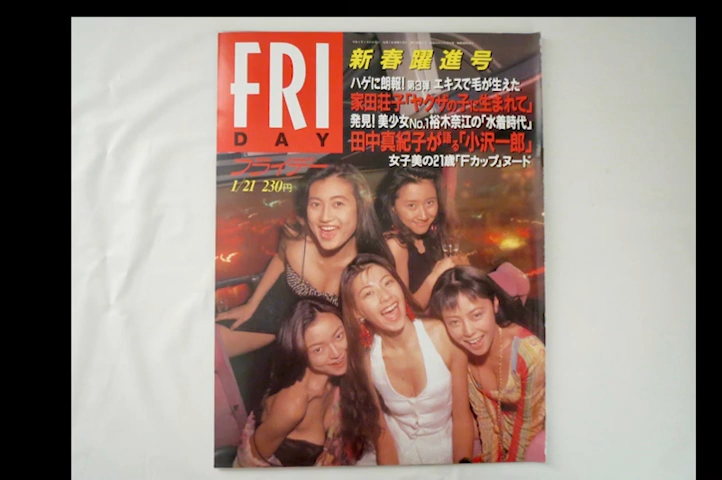 FRI
DAY
フライデー
1/21 230円
新春躍進号
ハゲに朗報!第3弾 エキスで毛が生えた
家田荘子「ヤクザの子に生まれて」
発見!美少女No.1裕木奈江の「水着時代」
田中真紀子が語る「小沢一郎」
女子美の21歳「Fカップ」ヌード